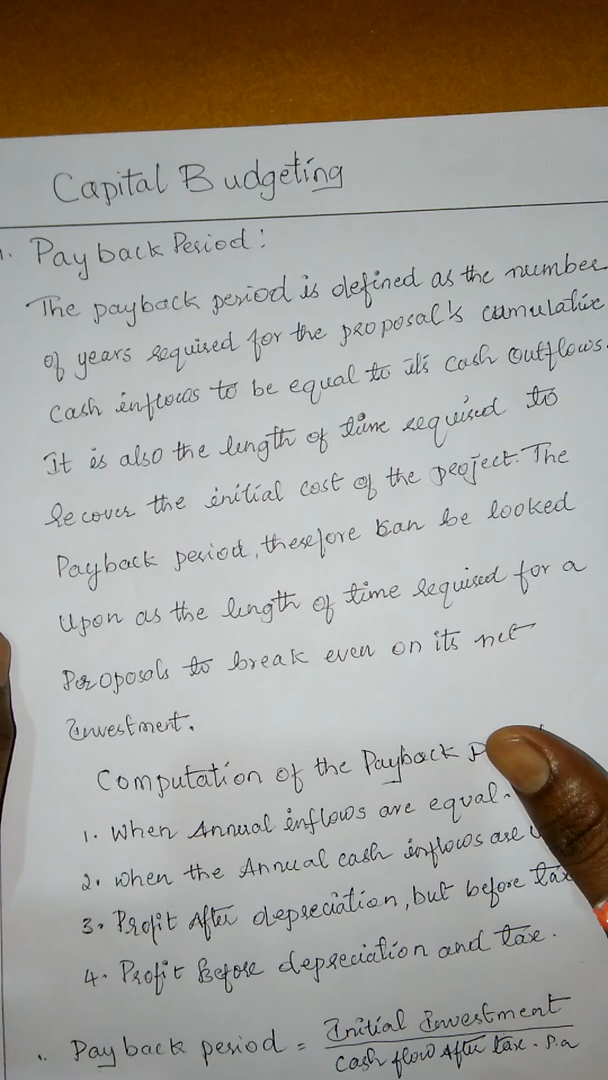 Capital Budgeting
1. Payback Period:
The payback period is defined as the number
of years required for the proposal's cumulative
cash inflows to be equal to its cash outflows.
It is also the length of time required to
recover the initial cost of the project. The
Payback period, therefore can be looked
upon as the length of time required for a
Proposals to break even on its net
Investment.
Computation of the Payback
1. When Annual inflows are equal.
2. When the Annual cash inflows are
3. Profit After depreciation, but before tax
4. Profit Before depreciation and tax.
Payback period = Initial Investment
Cash flow After tax. P.a